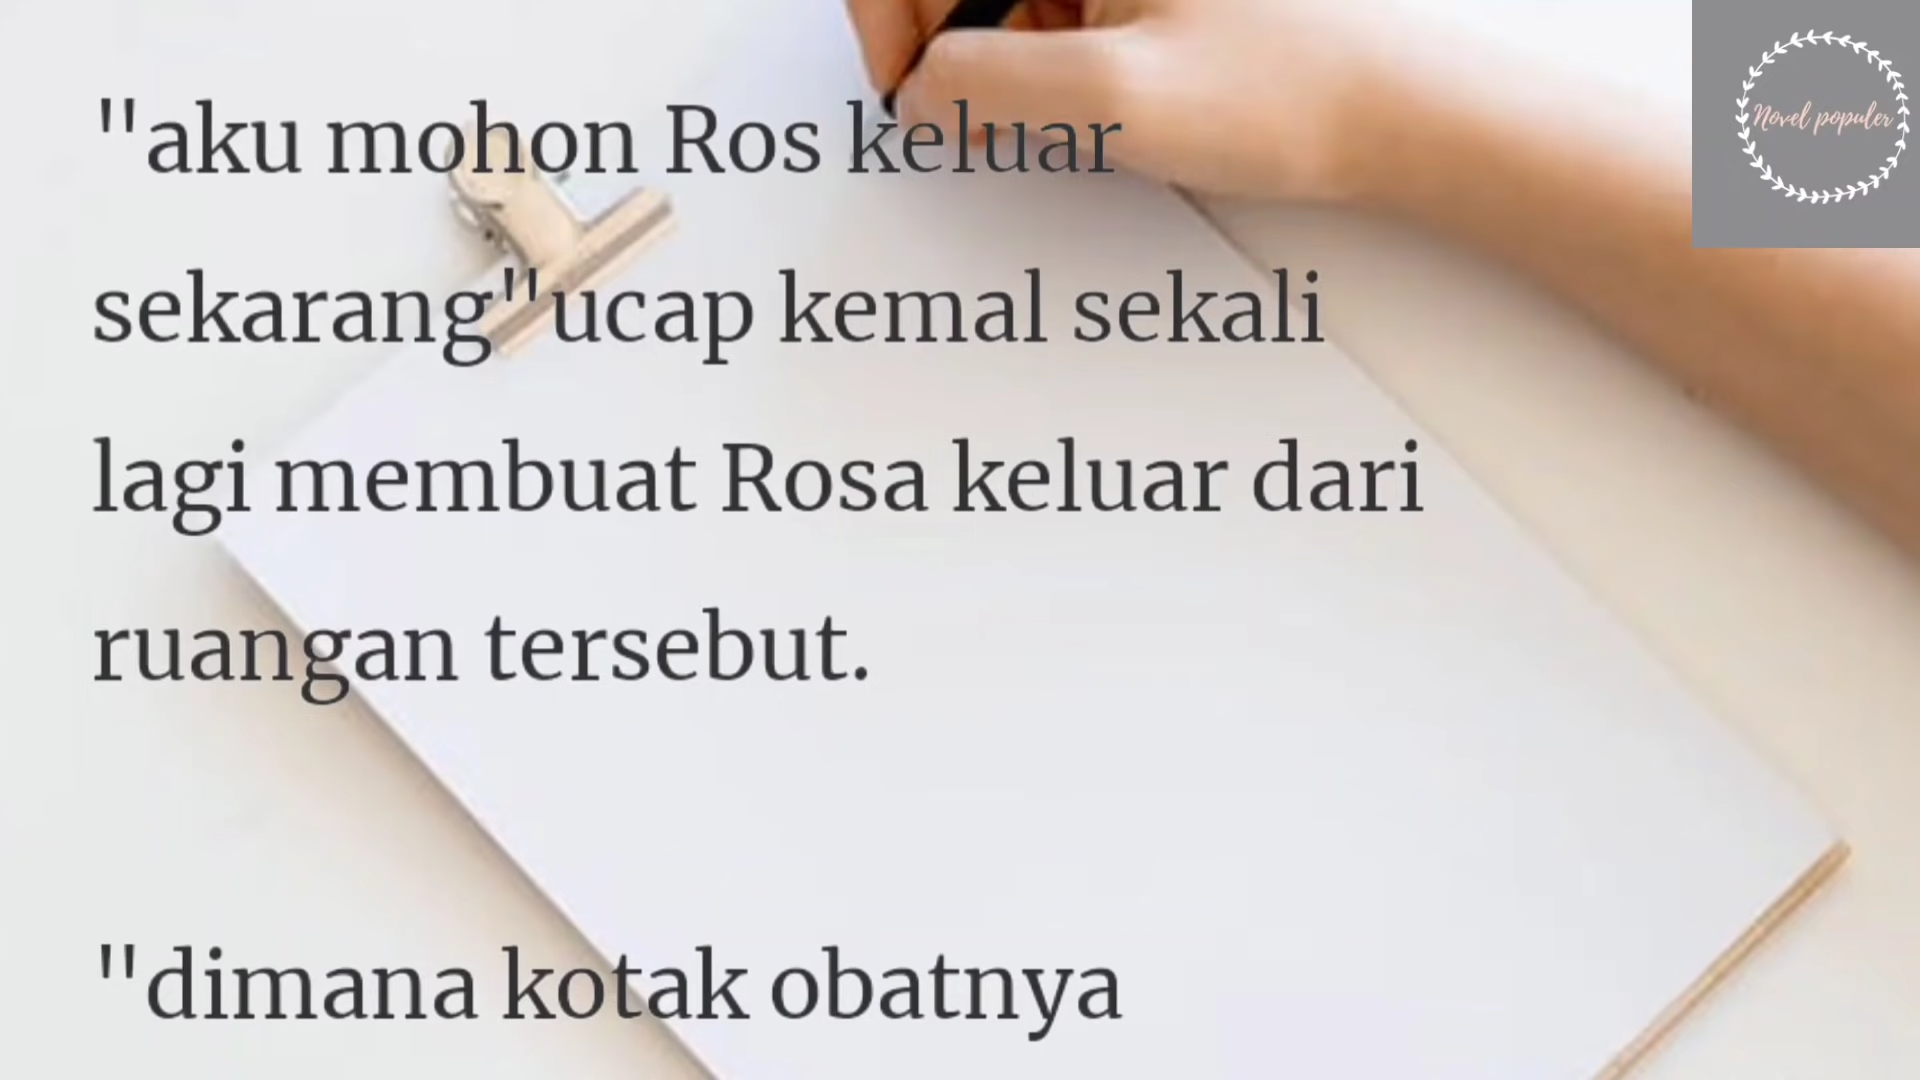 "aku mohon Ros keluar
sekarang"ucap kemal sekali
lagi membuat Rosa keluar dari
ruangan tersebut.
"dimana kotak obatnya
Novel populer